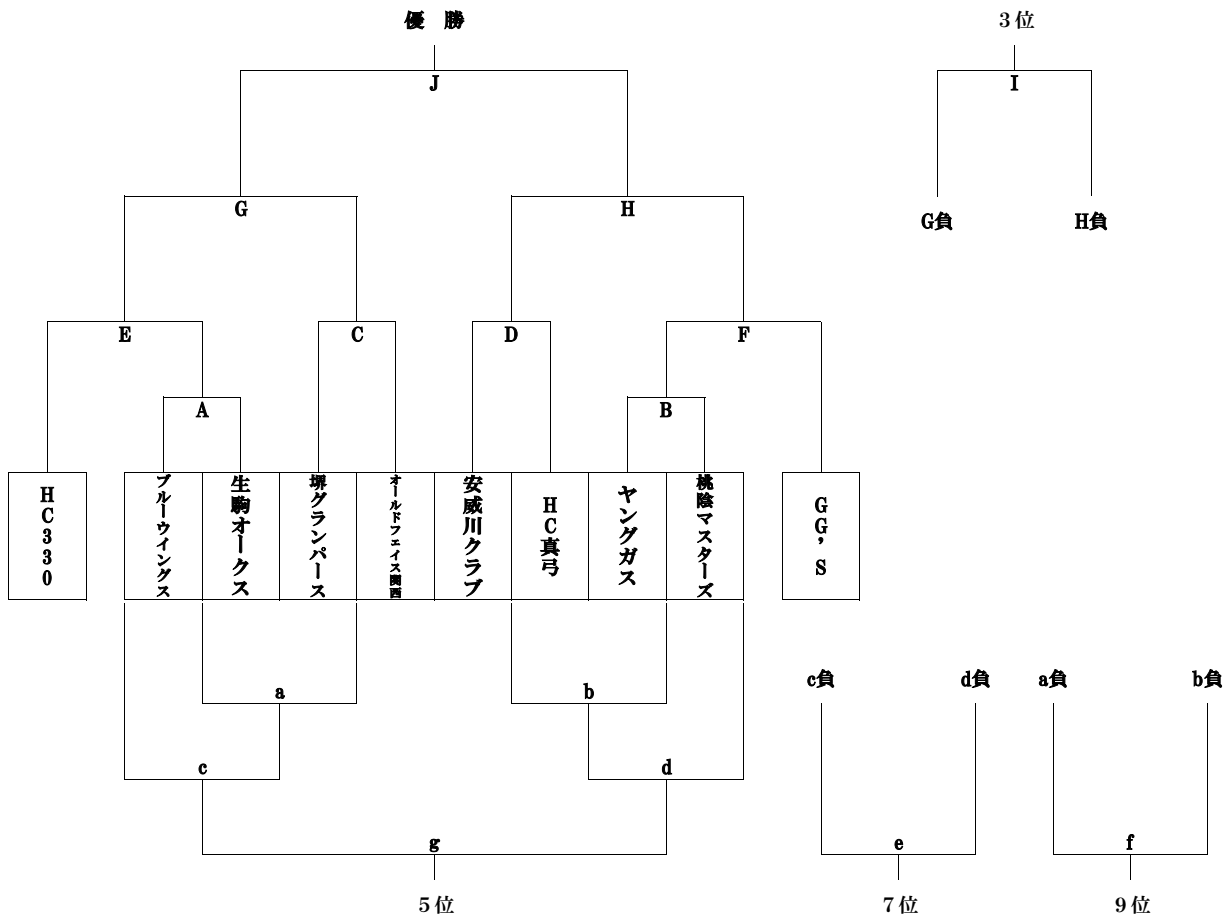 優　勝
３位
J
I
G
H
G負
H負
E
C
D
F
A
B
HC330
ブルーウイングス
生駒オークス
堺グランパース
オールドフェイス関西
安威川クラブ
HC真弓
ヤングガス
桃陰マスターズ
GG’S
c負
d負
a負
b負
a
b
c
d
g
e
f
５位
７位
９位